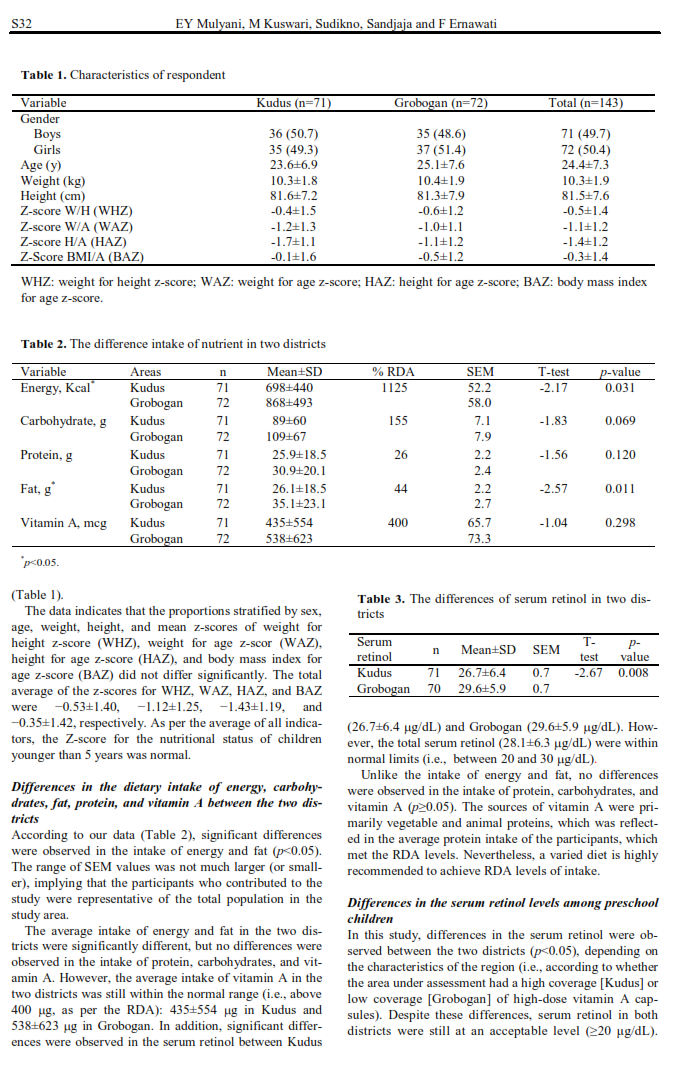 S32
EY Mulyani, M Kuswari, Sudikno, Sandjaja and F Ernawati
Table 1. Characteristics of respondent
Variable Kudus (n=71) Grobogan (n=72) Total (n=143)
Gender
Boys 36 (50.7) 35 (48.6) 71 (49.7)
Girls 35 (49.3) 37 (51.4) 72 (50.4)
Age (y) 23.6±6.9 25.1±7.6 24.4±7.3
Weight (kg) 10.3±1.8 10.4±1.9 10.3±1.9
Height (cm) 81.6±7.2 81.3±7.9 81.5±7.6
Z-score W/H (WHZ) -0.4±1.5 -0.6±1.2 -0.5±1.4
Z-score W/A (WAZ) -1.2±1.3 -1.0±1.1 -1.1±1.2
Z-score H/A (HAZ) -1.7±1.1 -1.1±1.2 -1.4±1.2
Z-Score BMI/A (BAZ) -0.1±1.6 -0.5±1.2 -0.3±1.4
WHZ: weight for height z-score; WAZ: weight for age z-score; HAZ: height for age z-score; BAZ: body mass index
for age z-score.
Table 2. The difference intake of nutrient in two districts
Variable Areas n Mean±SD % RDA SEM T-test p-value
Energy, Kcal* Kudus 71 698±440 1125 52.2 -2.17 0.031
Grobogan 72 868±493 58.0
Carbohydrate, g Kudus 71 89±60 155 7.1 -1.83 0.069
Grobogan 72 109±67 7.9
Protein, g Kudus 71 25.9±18.5 26 2.2 -1.56 0.120
Grobogan 72 30.9±20.1 2.4
Fat, g* Kudus 71 26.1±18.5 44 2.2 -2.57 0.011
Grobogan 72 35.1±23.1 2.7
Vitamin A, mcg Kudus 71 435±554 400 65.7 -1.04 0.298
Grobogan 72 538±623 73.3
*p<0.05.
(Table 1).
The data indicates that the proportions stratified by sex,
age, weight, height, and mean z-scores of weight for
height z-score (WHZ), weight for age z-scor (WAZ),
height for age z-score (HAZ), and body mass index for
age z-score (BAZ) did not differ significantly. The total
average of the z-scores for WHZ, WAZ, HAZ, and BAZ
were −0.53±1.40, −1.12±1.25, −1.43±1.19, and
−0.35±1.42, respectively. As per the average of all indica-
tors, the Z-score for the nutritional status of children
younger than 5 years was normal.
Differences in the dietary intake of energy, carbohy-
drates, fat, protein, and vitamin A between the two dis-
tricts
According to our data (Table 2), significant differences
were observed in the intake of energy and fat (p<0.05).
The range of SEM values was not much larger (or small-
er), implying that the participants who contributed to the
study were representative of the total population in the
study area.
The average intake of energy and fat in the two dis-
tricts were significantly different, but no differences were
observed in the intake of protein, carbohydrates, and vit-
amin A. However, the average intake of vitamin A in the
two districts was still within the normal range (i.e., above
400 μg, as per the RDA): 435±554 μg in Kudus and
538±623 μg in Grobogan. In addition, significant differ-
ences were observed in the serum retinol between Kudus
Table 3. The differences of serum retinol in two dis-
tricts
Serum retinol n Mean±SD SEM T-test p-value
Kudus 71 26.7±6.4 0.7 -2.67 0.008
Grobogan 70 29.6±5.9 0.7
(26.7±6.4 μg/dL) and Grobogan (29.6±5.9 μg/dL). How-
ever, the total serum retinol (28.1±6.3 μg/dL) were within
normal limits (i.e., between 20 and 30 μg/dL).
Unlike the intake of energy and fat, no differences
were observed in the intake of protein, carbohydrates, and
vitamin A (p≥0.05). The sources of vitamin A were pri-
marily vegetable and animal proteins, which was reflect-
ed in the average protein intake of the participants, which
met the RDA levels. Nevertheless, a varied diet is highly
recommended to achieve RDA levels of intake.
Differences in the serum retinol levels among preschool
children
In this study, differences in the serum retinol were ob-
served between the two districts (p<0.05), depending on
the characteristics of the region (i.e., according to whether
the area under assessment had a high coverage [Kudus] or
low coverage [Grobogan] of high-dose vitamin A cap-
sules). Despite these differences, serum retinol in both
districts were still at an acceptable level (≥20 μg/dL).